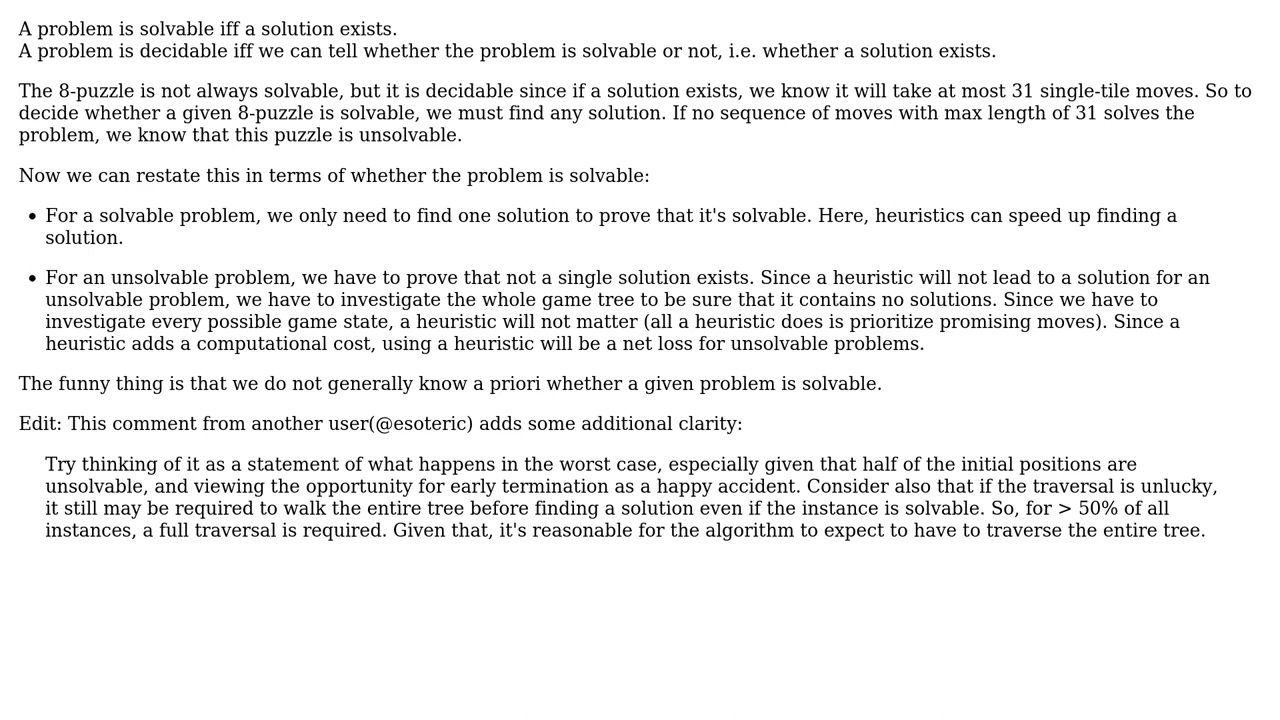 A problem is solvable iff a solution exists.
A problem is decidable iff we can tell whether the problem is solvable or not, i.e. whether a solution exists.
The 8-puzzle is not always solvable, but it is decidable since if a solution exists, we know it will take at most 31 single-tile moves. So to
decide whether a given 8-puzzle is solvable, we must find any solution. If no sequence of moves with max length of 31 solves the
problem, we know that this puzzle is unsolvable.
Now we can restate this in terms of whether the problem is solvable:
• For a solvable problem, we only need to find one solution to prove that it's solvable. Here, heuristics can speed up finding a
solution.
• For an unsolvable problem, we have to prove that not a single solution exists. Since a heuristic will not lead to a solution for an
unsolvable problem, we have to investigate the whole game tree to be sure that it contains no solutions. Since we have to
investigate every possible game state, a heuristic will not matter (all a heuristic does is prioritize promising moves). Since a
heuristic adds a computational cost, using a heuristic will be a net loss for unsolvable problems.
The funny thing is that we do not generally know a priori whether a given problem is solvable.
Edit: This comment from another user(@esoteric) adds some additional clarity:
Try thinking of it as a statement of what happens in the worst case, especially given that half of the initial positions are
unsolvable, and viewing the opportunity for early termination as a happy accident. Consider also that if the traversal is unlucky,
it still may be required to walk the entire tree before finding a solution even if the instance is solvable. So, for > 50% of all
instances, a full traversal is required. Given that, it's reasonable for the algorithm to expect to have to traverse the entire tree.